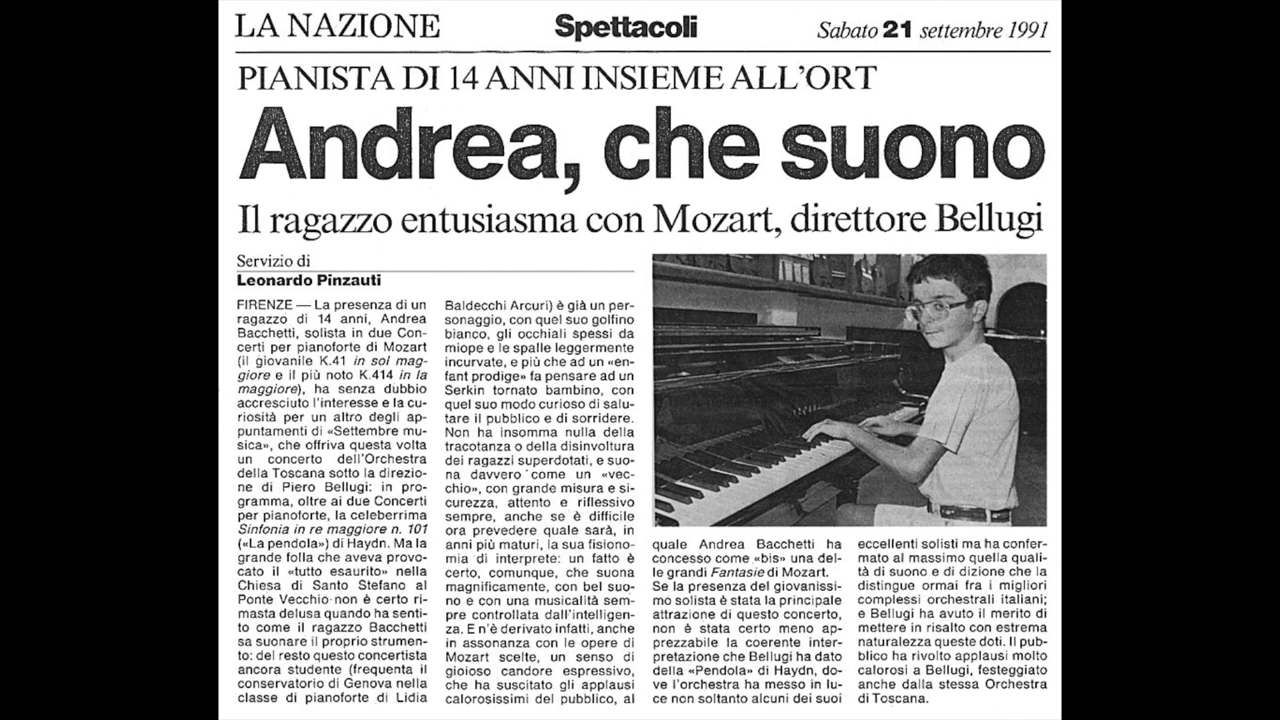 LA NAZIONE
Spettacoli
Sabato 21 settembre 1991
PIANISTA DI 14 ANNI INSIEME ALL'ORT
Andrea, che suono
Il ragazzo entusiasma con Mozart, direttore Bellugi
Servizio di
Leonardo Pinzauti
FIRENZE — La presenza di un
ragazzo di 14 anni, Andrea
Bacchetti, solista in due Con-
certi per pianoforte di Mozart
(il giovanile K.41 in sol mag-
giore e il più noto K.414 in la
maggiore), ha senza dubbio
accresciuto l'interesse e la cu-
riosità per un altro degli ap-
puntamenti di «Settembre mu-
sica», che offriva questa volta
un concerto dell'Orchestra
della Toscana sotto la direzio-
ne di Piero Bellugi: in pro-
gramma, oltre ai due Concerti
per pianoforte, la celeberrima
Sinfonia in re maggiore n. 101
(«La pendola») di Haydn. Ma la
grande folla che aveva provo-
cato il «tutto esaurito» nella
Chiesa di Santo Stefano al
Ponte Vecchio non è certo ri-
masta delusa quando ha senti-
to come il ragazzo Bacchetti
sa suonare il proprio strumen-
to: del resto questo concertista
ancora studente (frequenta il
conservatorio di Genova nella
classe di pianoforte di Lidia
Baldecchi Arcuri) è già un per-
sonaggio, con quel suo golfino
bianco, gli occhiali spessi da
miope e le spalle leggermente
incurvate, e più che ad un «en-
fant prodige» fa pensare ad un
Serkin tornato bambino, con
quel suo modo curioso di salu-
tare il pubblico e di sorridere.
Non ha insomma nulla della
tracotanza o della disinvoltura
dei ragazzi superdotati, e suo-
na davvero come un «vec-
chio», con grande misura e si-
curezza, attento e riflessivo
sempre, anche se è difficile
ora prevedere quale sarà, in
anni più maturi, la sua fisiono-
mia di interprete: un fatto è
certo, comunque, che suona
magnificamente, con bel suo-
no e con una musicalità sem-
pre controllata dall'intelligen-
za. E n'è derivato infatti, anche
in assonanza con le opere di
Mozart scelte, un senso di
gioioso candore espressivo,
che ha suscitato gli applausi
calorosissimi del pubblico, al
quale Andrea Bacchetti ha
concesso come «bis» una del-
le grandi Fantasie di Mozart.
Se la presenza del giovanissi-
mo solista è stata la principale
attrazione di questo concerto,
non è stata certo meno ap-
prezzabile la coerente inter-
pretazione che Bellugi ha dato
della «Pendola» di Haydn, do-
ve l'orchestra ha messo in lu-
ce non soltanto alcuni dei suoi
eccellenti solisti ma ha confer-
mato al massimo quella quali-
tà di suono e di dizione che la
distingue ormai fra i migliori
complessi orchestrali italiani;
e Bellugi ha avuto il merito di
mettere in risalto con estrema
naturalezza queste doti. Il pub-
blico ha rivolto applausi molto
calorosi a Bellugi, festeggiato
anche dalla stessa Orchestra
di Toscana.